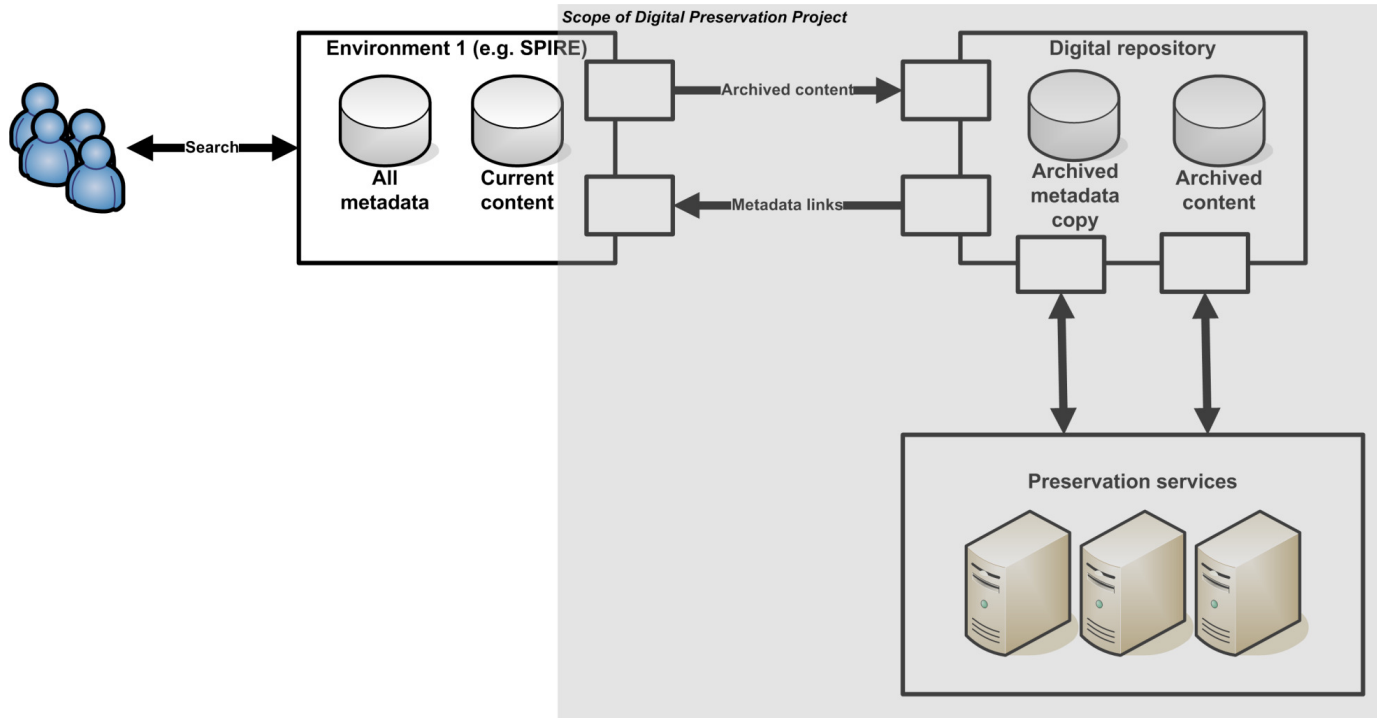 Scope of Digital Preservation Project
Environment 1 (e.g. SPIRE)
Digital repository
Archived content
Search
All
metadata
Current
content
Metadata links
Archived
metadata
copy
Archived
content
Preservation services